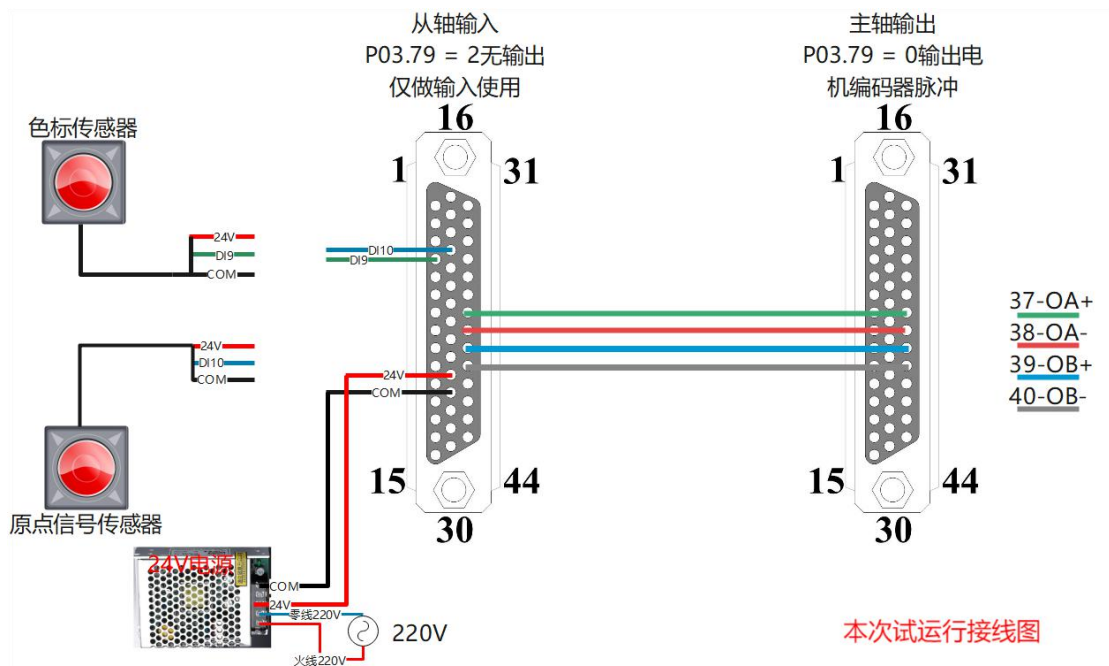 从轴输入
P03.79 = 2无输出
仅做输入使用
主轴输出
P03.79 = 0输出电
机编码器脉冲
16
1
31
15
44
30
16
1
31
15
44
30
色标传感器
24V
DI9
COM
DI10
DI9
24V
DI10
COM
原点信号传感器
24V
COM
37-OA+
38-OA-
39-OB+
40-OB-
24V电源
COM
24V
零线220V
火线220V
220V
本次试运行接线图